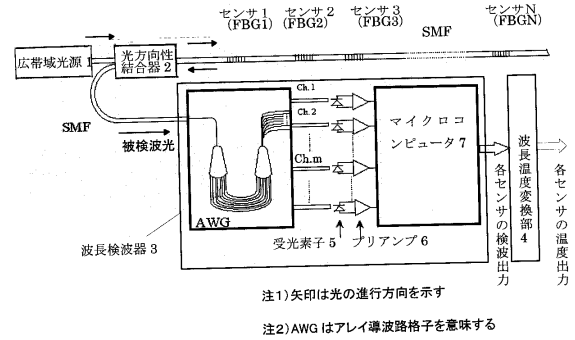 センサ1
(FBG1)
センサ2
(FBG2)
センサ3
(FBG3)
SMF
センサN
(FBGN)
広帯域光源1
光方向性
結合器2
SMF
被検波光
Ch.1
Ch.2
Ch.m
AWG
マイクロコ
ンピュータ7
波長検波器3
受光素子5
プリアンプ6
各センサの検波出力
波長温度変換部4
各センサの温度出力
注1)矢印は光の進行方向を示す
注2)AWGはアレイ導波路格子を意味する